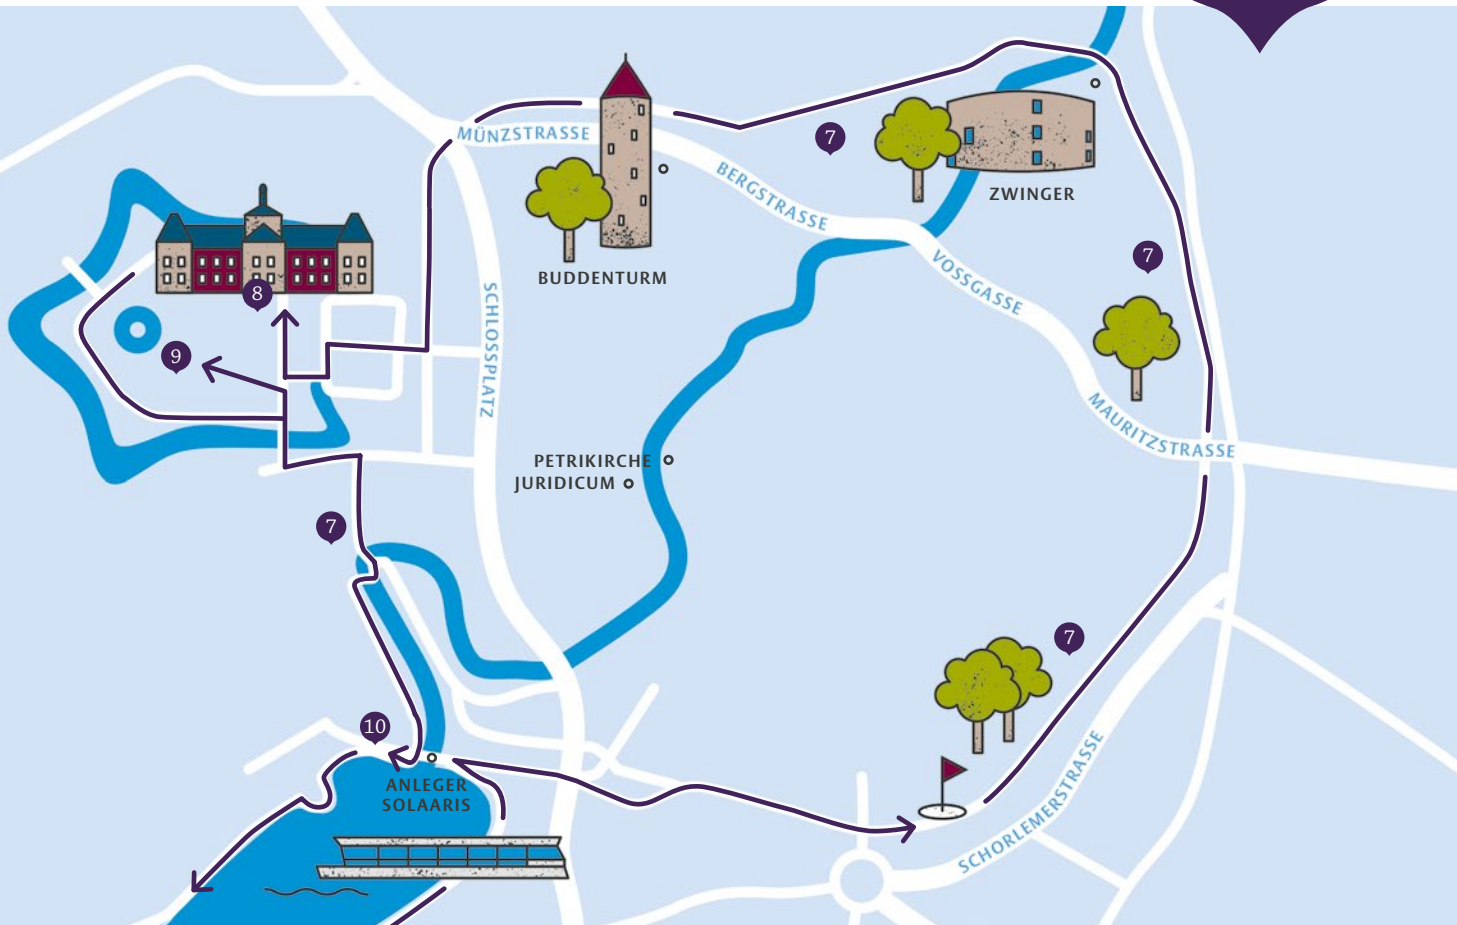 MÜNZSTRASSE
7
BERGSTRASSE
ZWINGER
BUDDENTURM
7
VOSSGASSE
8
SCHLOSSPLATZ
9
MAURITZSTRASSE
PETRIKIRCHE
JURIDICUM
7
7
10
ANLEGER
SOLAARIS
SCHORLEMERSTRASSE